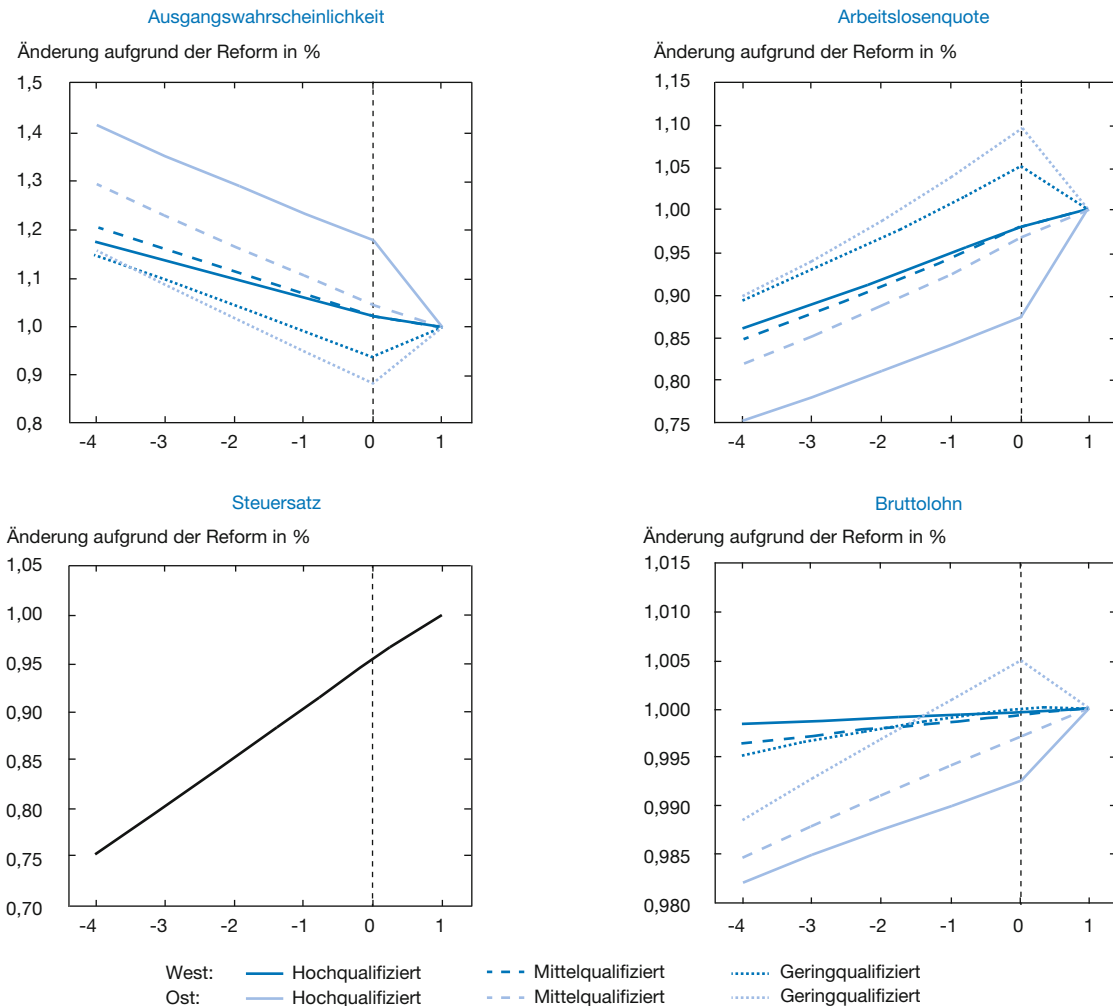 Ausgangswahrscheinlichkeit
Änderung aufgrund der Reform in %
1,5
1,4
1,3
1,2
1,1
1,0
0,9
0,8
-4 -3 -2 -1 0 1
Arbeitslosenquote
Änderung aufgrund der Reform in %
1,15
1,10
1,05
1,00
0,95
0,90
0,85
0,80
0,75
-4 -3 -2 -1 0 1
Steuersatz
Änderung aufgrund der Reform in %
1,05
1,00
0,95
0,90
0,85
0,80
0,75
0,70
-4 -3 -2 -1 0 1
Bruttolohn
Änderung aufgrund der Reform in %
1,015
1,010
1,005
1,000
0,995
0,990
0,985
0,980
-4 -3 -2 -1 0 1
West: Hochqualifiziert Mittelqualifiziert Geringqualifiziert
Ost: Hochqualifiziert Mittelqualifiziert Geringqualifiziert